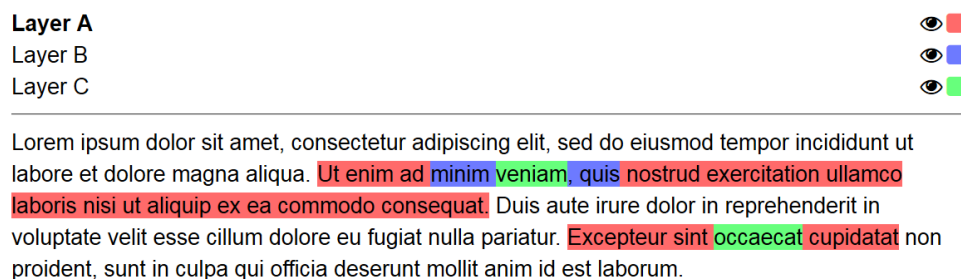 Layer A
Layer B
Layer C
Lorem ipsum dolor sit amet, consectetur adipiscing elit, sed do eiusmod tempor incididunt ut
labore et dolore magna aliqua. Ut enim ad minim veniam, quis nostrud exercitation ullamco
laboris nisi ut aliquip ex ea commodo consequat. Duis aute irure dolor in reprehenderit in
voluptate velit esse cillum dolore eu fugiat nulla pariatur. Excepteur sint occaecat cupidatat non
proident, sunt in culpa qui officia deserunt mollit anim id est laborum.